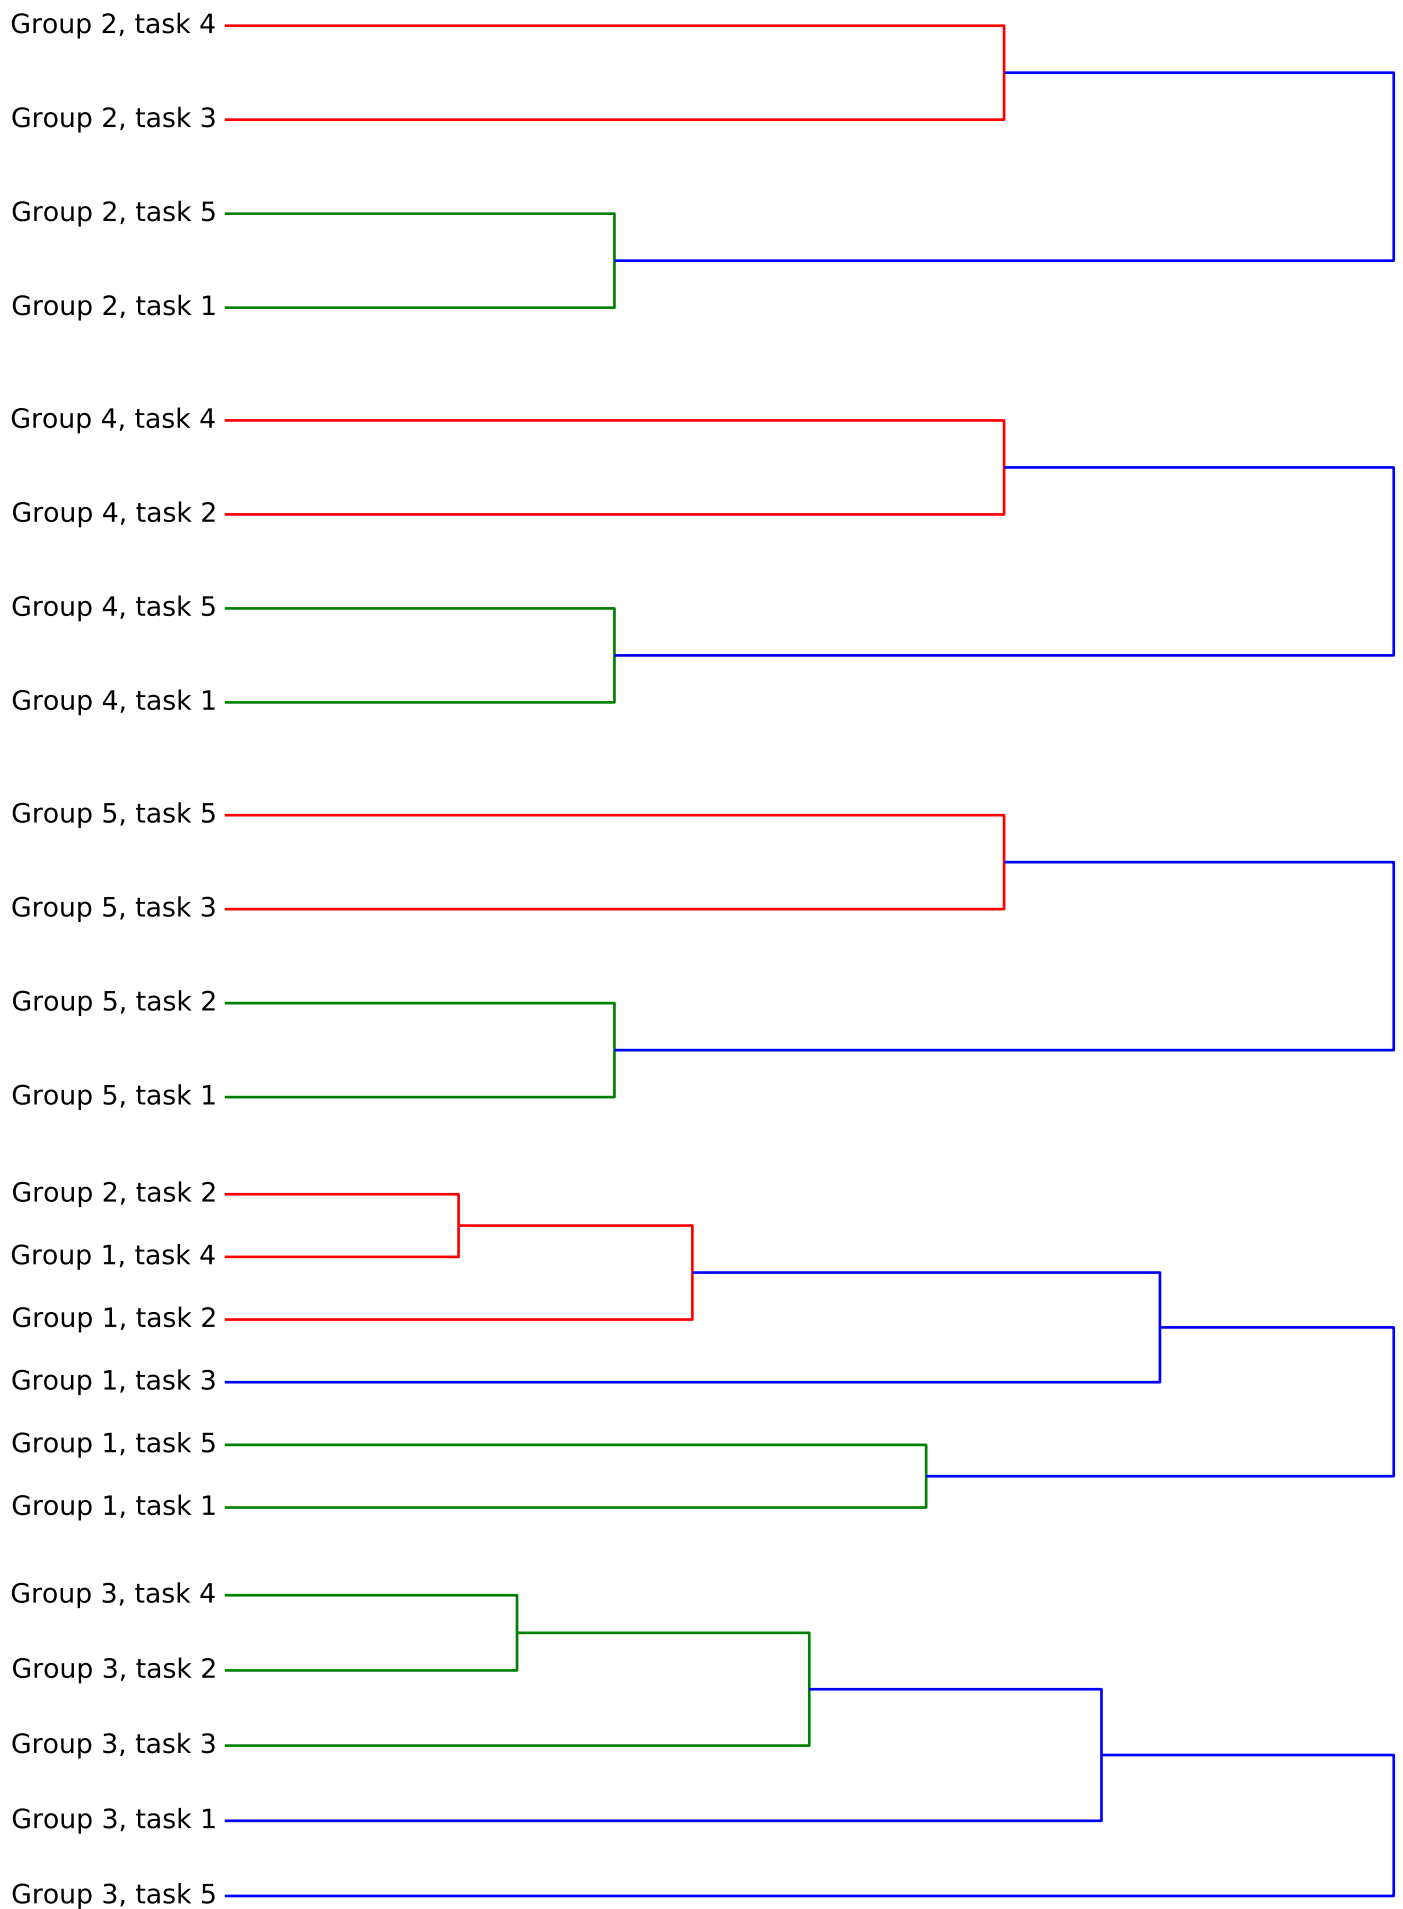 Group 2, task 4
Group 2, task 3
Group 2, task 5
Group 2, task 1
Group 4, task 4
Group 4, task 2
Group 4, task 5
Group 4, task 1
Group 5, task 5
Group 5, task 3
Group 5, task 2
Group 5, task 1
Group 2, task 2
Group 1, task 4
Group 1, task 2
Group 1, task 3
Group 1, task 5
Group 1, task 1
Group 3, task 4
Group 3, task 2
Group 3, task 3
Group 3, task 1
Group 3, task 5